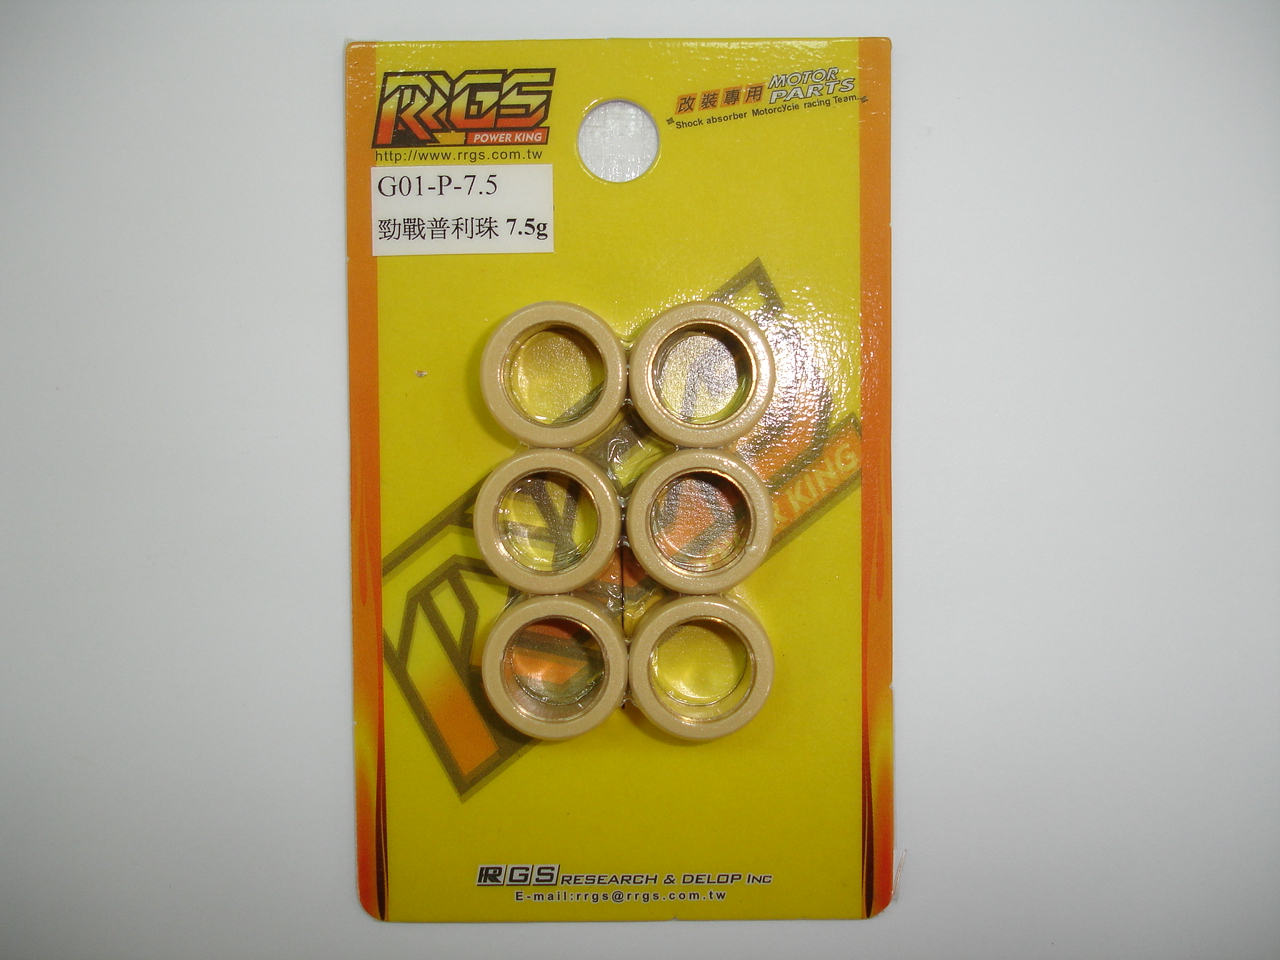 RRGS
POWER KING
http://www.rrgs.com.tw
改裝專用 MOTOR PARTS
Shock absorber Motorcycle racing Team
G01-P-7.5
勁戰普利珠 7.5g
KING
RRGS RESEARCH & DELOP INC
E-mail:rrgs@rrgs.com.tw